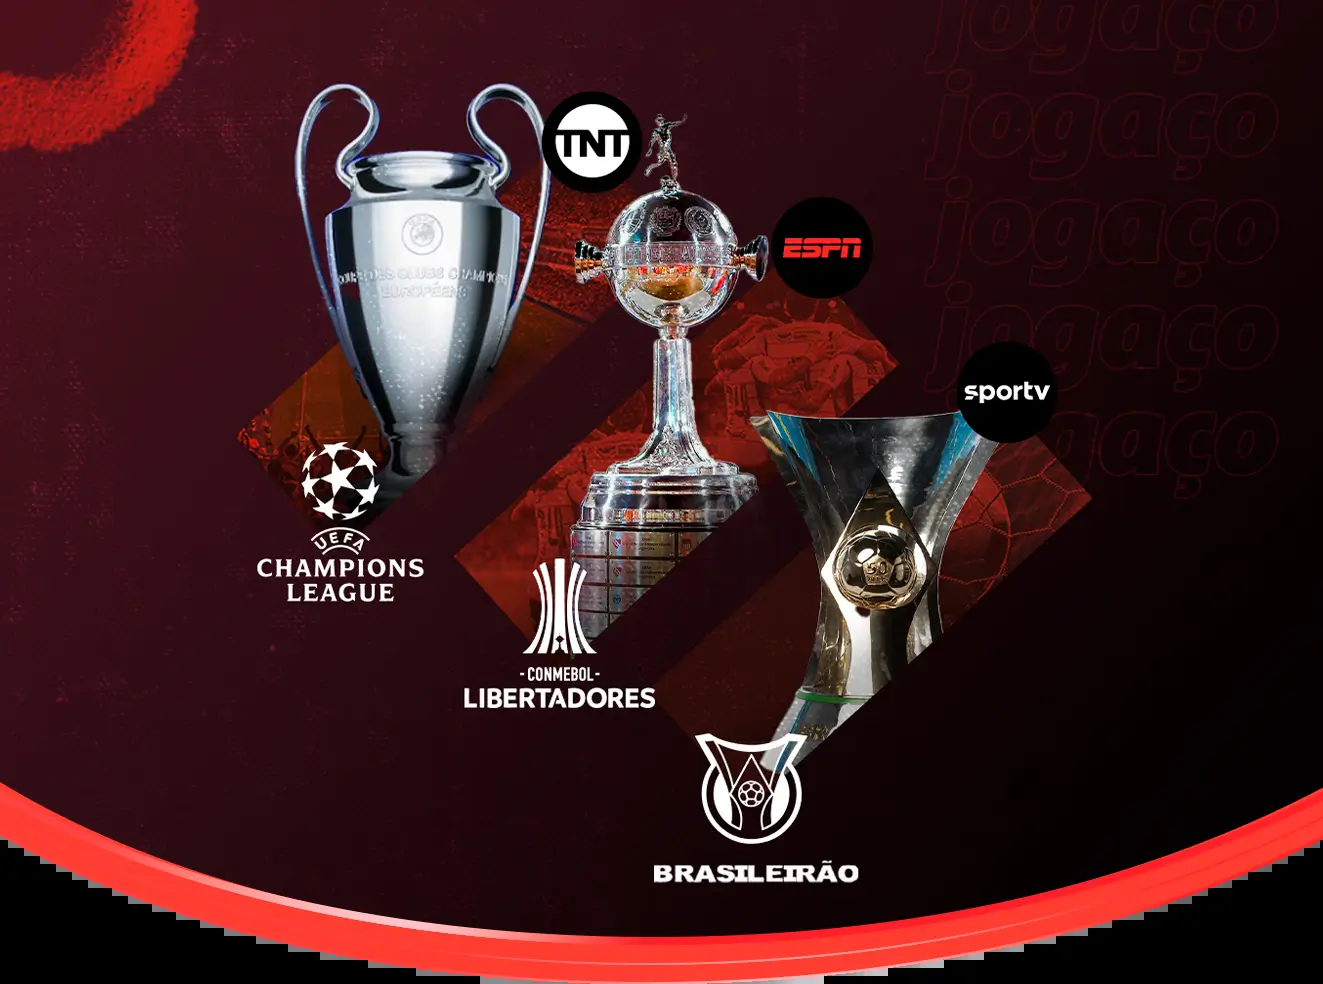 jogaço
jogaço
jogaço
jogaço
jogaço
TNT
ESPN
sportv
UEFA
CHAMPIONS
LEAGUE
- CONMEBOL -
LIBERTADORES
BRASILEIRÃO